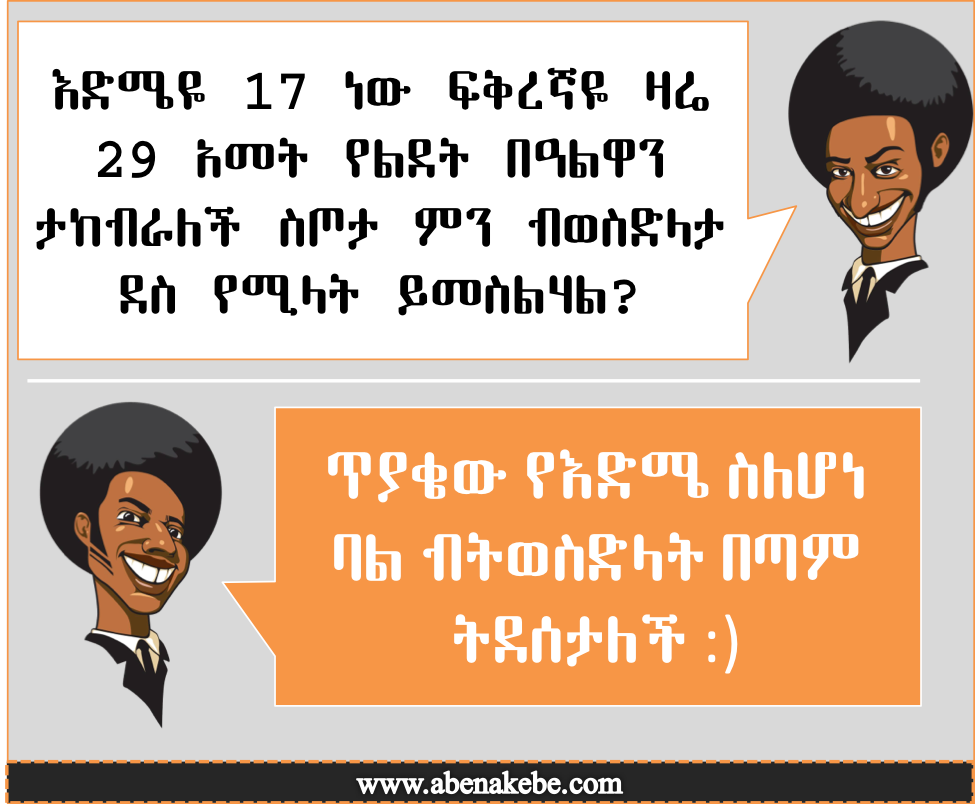 እድሜዬ 17 ነው ፍቅረኛዬ ዛሬ
29 አመት የልደት በዓልዋን
ታከብራለች ስጦታ ምን ብወስድላታ
ደስ የሚላት ይመስልሃል?
ጥያቄው የእድሜ ስለሆነ
ባል ብትወስድላት በጣም
ትደሰታለች :)
www.abenakebe.com